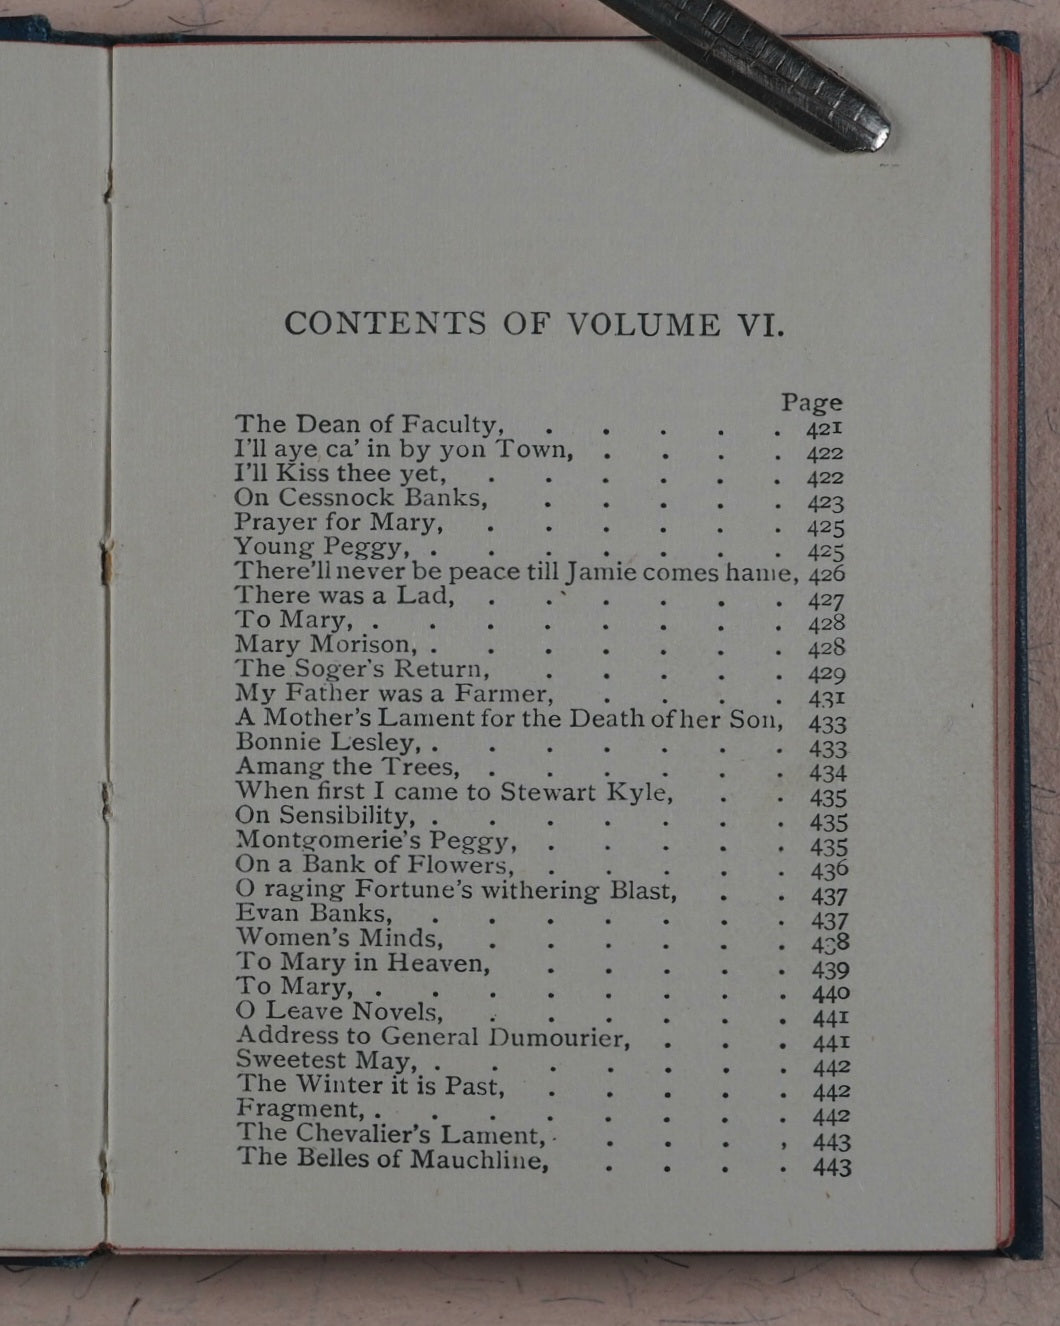 CONTENTS OF VOLUME VI.
Page
The Dean of Faculty, . . . . . 421
I'll aye ca' in by yon Town, . . . . 422
I'll Kiss thee yet, . . . . . . 422
On Cessnock Banks, . . . . . 423
Prayer for Mary, . . . . . . 425
Young Peggy, . . . . . . . 425
There'll never be peace till Jamie comes hame, 426
There was a Lad, . . . . . . 427
To Mary, . . . . . . . . 428
Mary Morison, . . . . . . . 428
The Soger's Return, . . . . . 429
My Father was a Farmer, . . . . 431
A Mother's Lament for the Death of her Son, 433
Bonnie Lesley, . . . . . . . 433
Amang the Trees, . . . . . . 434
When first I came to Stewart Kyle, . . 435
On Sensibility, . . . . . . . 435
Montgomerie's Peggy, . . . . . 435
On a Bank of Flowers, . . . . . 436
O raging Fortune's withering Blast, . . 437
Evan Banks, . . . . . . . 437
Women's Minds, . . . . . . 438
To Mary in Heaven, . . . . . 439
To Mary, . . . . . . . . 440
O Leave Novels, . . . . . . 441
Address to General Dumourier, . . . 441
Sweetest May, . . . . . . . 442
The Winter it is Past, . . . . . 442
Fragment, . . . . . . . . 442
The Chevalier's Lament, . . . . , 443
The Belles of Mauchline, . . . . 443